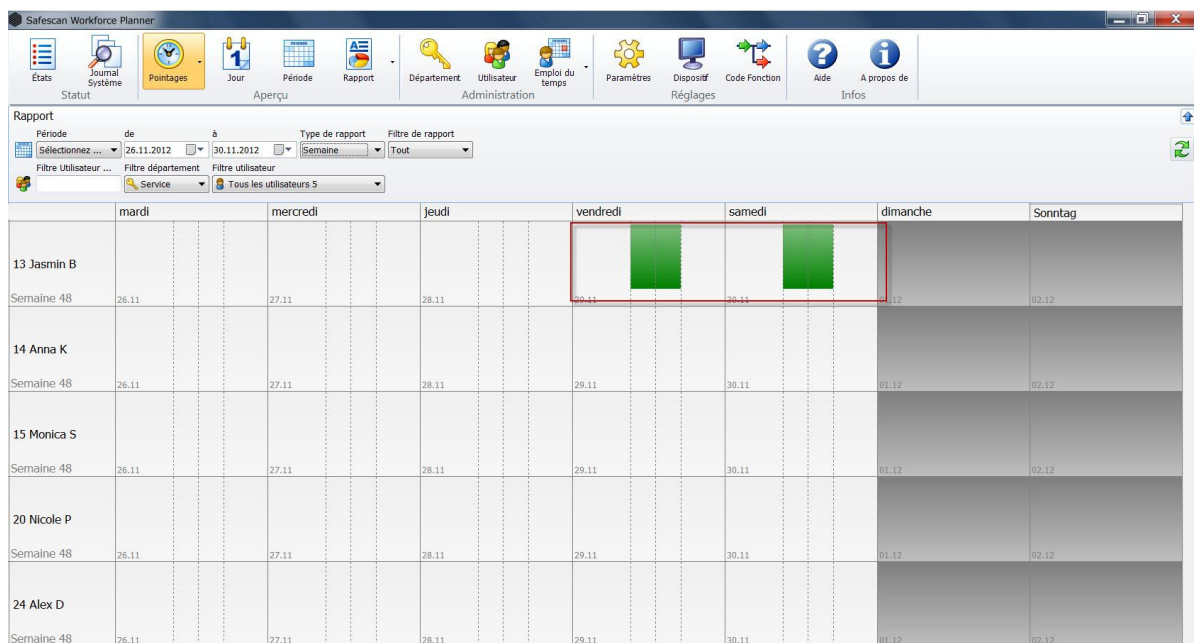 Safescan Workforce Planner
États Journal Système Pointages Jour Période Rapport Département Utilisateur Emploi du temps Paramètres Dispositif Code Fonction Aide A propos de
Statut Aperçu Administration Réglages Infos
Rapport
Période de à Type de rapport Filtre de rapport
Sélectionnez ... 26.11.2012 30.11.2012 Semaine Tout
Filtre Utilisateur ... Filtre département Filtre utilisateur
Service Tous les utilisateurs 5
mardi mercredi jeudi vendredi samedi dimanche Sonntag
13 Jasmin B
Semaine 48 26.11 27.11 28.11 29.11 30.11 01.12 02.12
14 Anna K
Semaine 48 26.11 27.11 28.11 29.11 30.11 01.12 02.12
15 Monica S
Semaine 48 26.11 27.11 28.11 29.11 30.11 01.12 02.12
20 Nicole P
Semaine 48 26.11 27.11 28.11 29.11 30.11 01.12 02.12
24 Alex D
Semaine 48 26.11 27.11 28.11 29.11 30.11 01.12 02.12